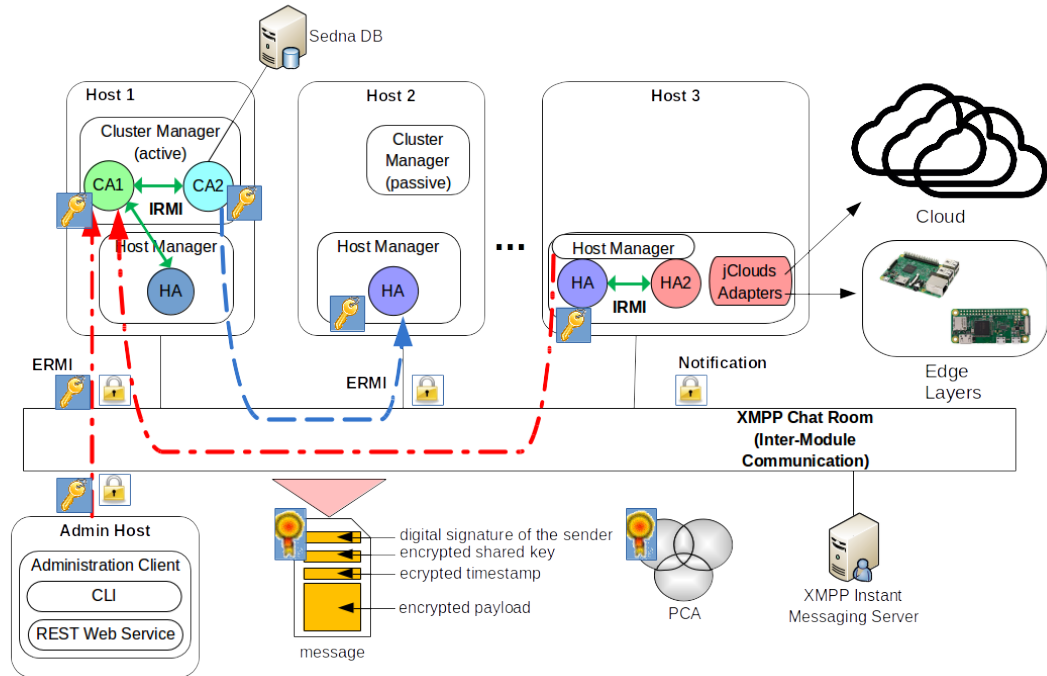 Sedna DB
Host 1
Cluster Manager
(active)
CA1
CA2
IRMI
Host Manager
HA
Host 2
Cluster
Manager
(passive)
Host Manager
HA
...
Host 3
Host Manager
HA
HA2
IRMI
jClouds
Adapters
Cloud
Edge
Layers
ERMI
ERMI
Notification
XMPP Chat Room
(Inter-Module
Communication)
Admin Host
Administration Client
CLI
REST Web Service
digital signature of the sender
encrypted shared key
ecrypted timestamp
encrypted payload
message
PCA
XMPP Instant
Messaging Server